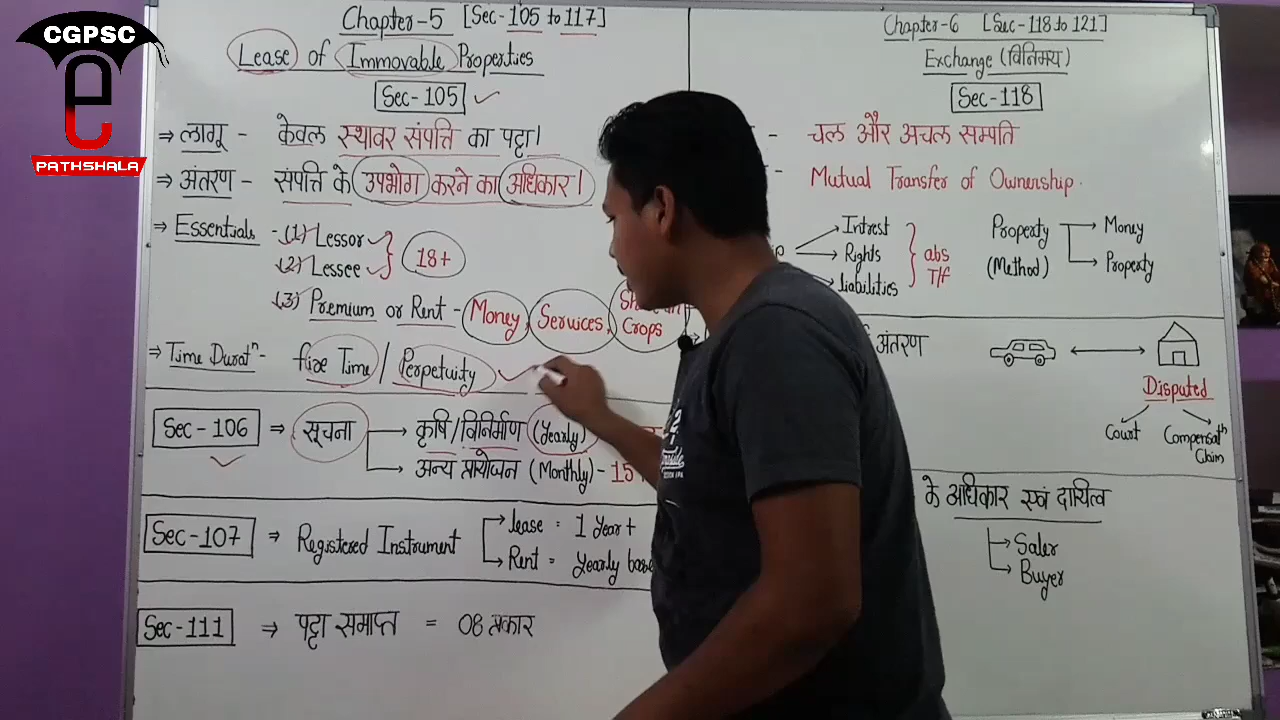 CGPSC
e
PATHSHALA
Chapter-5 [Sec-105 to 117]
Lease of Immovable Properties
Sec-105
⇒ लागू - केवल स्थावर संपत्ति का पट्टा।
⇒ अंतरण - संपत्ति के उपभोग करने का अधिकार।
⇒ Essentials - (1) Lessor
(2) Lessee
18+
(3) Premium or Rent - Money, Services, Crops
⇒ Time Duratⁿ - fixe Time / Perpetuity
Sec-106 ⇒ सूचना
कृषि/विनिर्माण (Yearly)
अन्य प्रायोजन (Monthly) - 15
Sec-107 ⇒ Registered Instrument
lease = 1 year+
Rent = Yearly
Sec-111 ⇒ पट्टा समाप्त = 08 प्रकार
Chapter-6 [Sec-118 to 121]
Exchange (विनिमय)
Sec-118
- चल और अचल सम्पति
Mutual Transfer of Ownership.
Intrest
Rights
liabilities
abs
T/f
Property
(Method)
Money
Property
अंतरण
Disputed
Court
Compensatⁿ
Claim
के अधिकार एवं दायित्व
Saler
Buyer